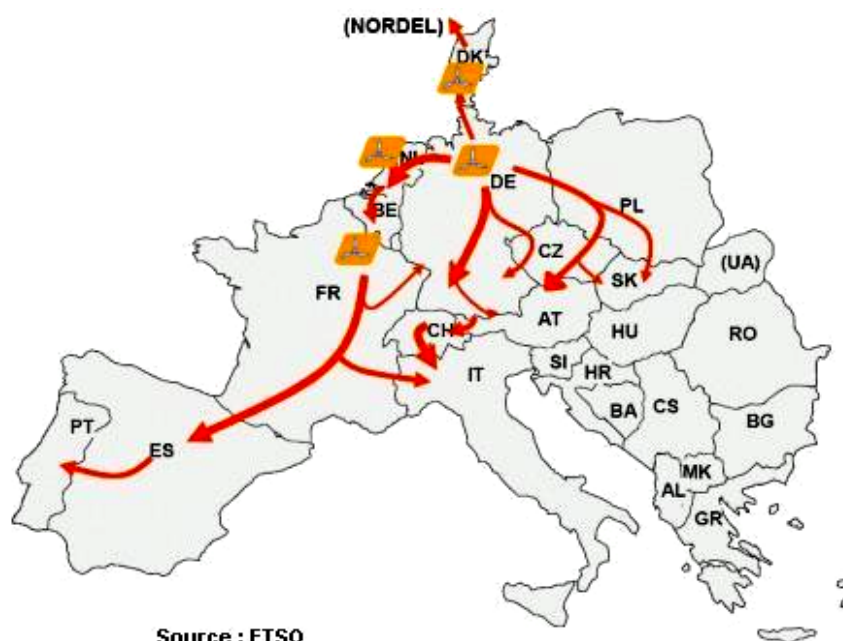 (NORDEL)
DK
NL
DE
BE
PL
CZ
FR
SK
(UA)
CH
AT
HU
RO
IT
SI
HR
PT
ES
BA
CS
BG
MK
AL
GR
Source : ETSO